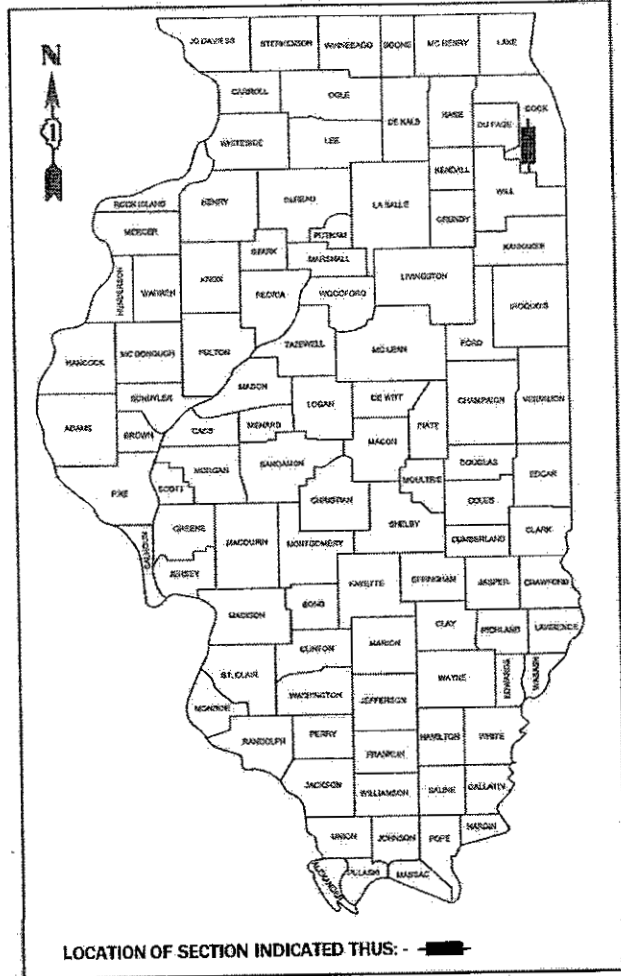 JO DAVIESS STEPHENSON WINNEBAGO BOONE MC HENRY LAKE
N
CARROLL OGLE DE KALB KANE DU PAGE COOK
WHITESIDE LEE
KENDALL
WILL
ROCK ISLAND HENRY BUREAU LA SALLE GRUNDY
MERCER PUTNAM KANKAKEE
STARK MARSHALL
HENDERSON WARREN KNOX PEORIA WOODFORD LIVINGSTON IROQUOIS
FORD
HANCOCK MC DONOUGH FULTON TAZEWELL MC LEAN
MASON
SCHUYLER LOGAN DE WITT CHAMPAIGN VERMILION
ADAMS BROWN CASS MENARD MACON PIATT
PIKE SCOTT MORGAN SANGAMON MOULTRIE DOUGLAS EDGAR
CHRISTIAN COLES
GREENE SHELBY
CALHOUN MACOUPIN MONTGOMERY CUMBERLAND CLARK
JERSEY FAYETTE EFFINGHAM JASPER CRAWFORD
MADISON BOND CLAY RICHLAND LAWRENCE
CLINTON MARION
ST. CLAIR WAYNE EDWARDS WABASH
MONROE WASHINGTON JEFFERSON
RANDOLPH PERRY HAMILTON WHITE
FRANKLIN
JACKSON WILLIAMSON SALINE GALLATIN
UNION JOHNSON POPE HARDIN
ALEXANDER PULASKI MASSAC
LOCATION OF SECTION INDICATED THUS: -